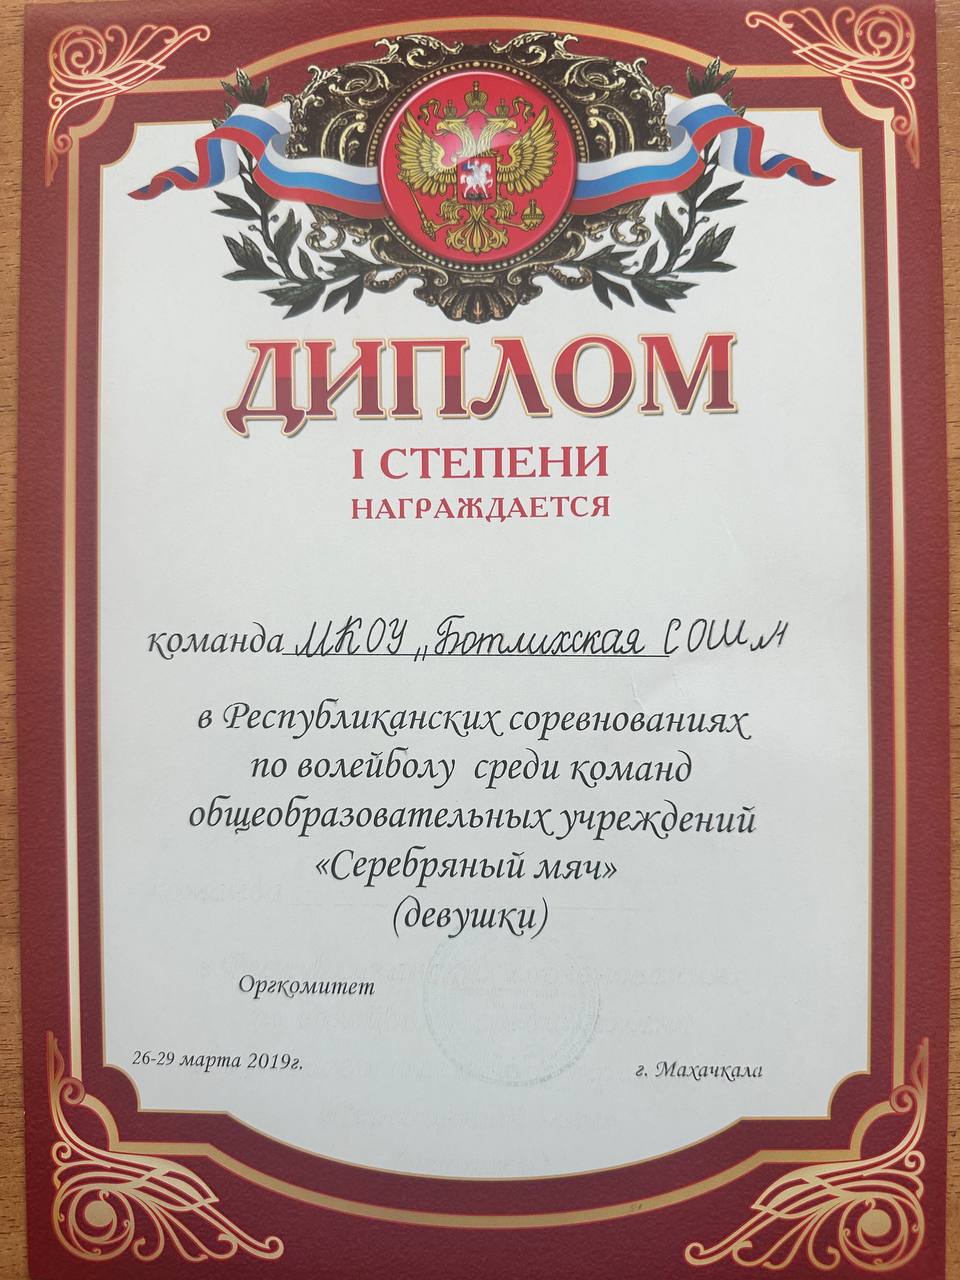 ДИПЛОМ
I СТЕПЕНИ
НАГРАЖДАЕТСЯ
команда МКОУ „Ботлихская СОШ
в Республиканских соревнованиях
по волейболу среди команд
общеобразовательных учреждений
«Серебряный мяч»
(девушки)
Оргкомитет
26-29 марта 2019г.
г. Махачкала